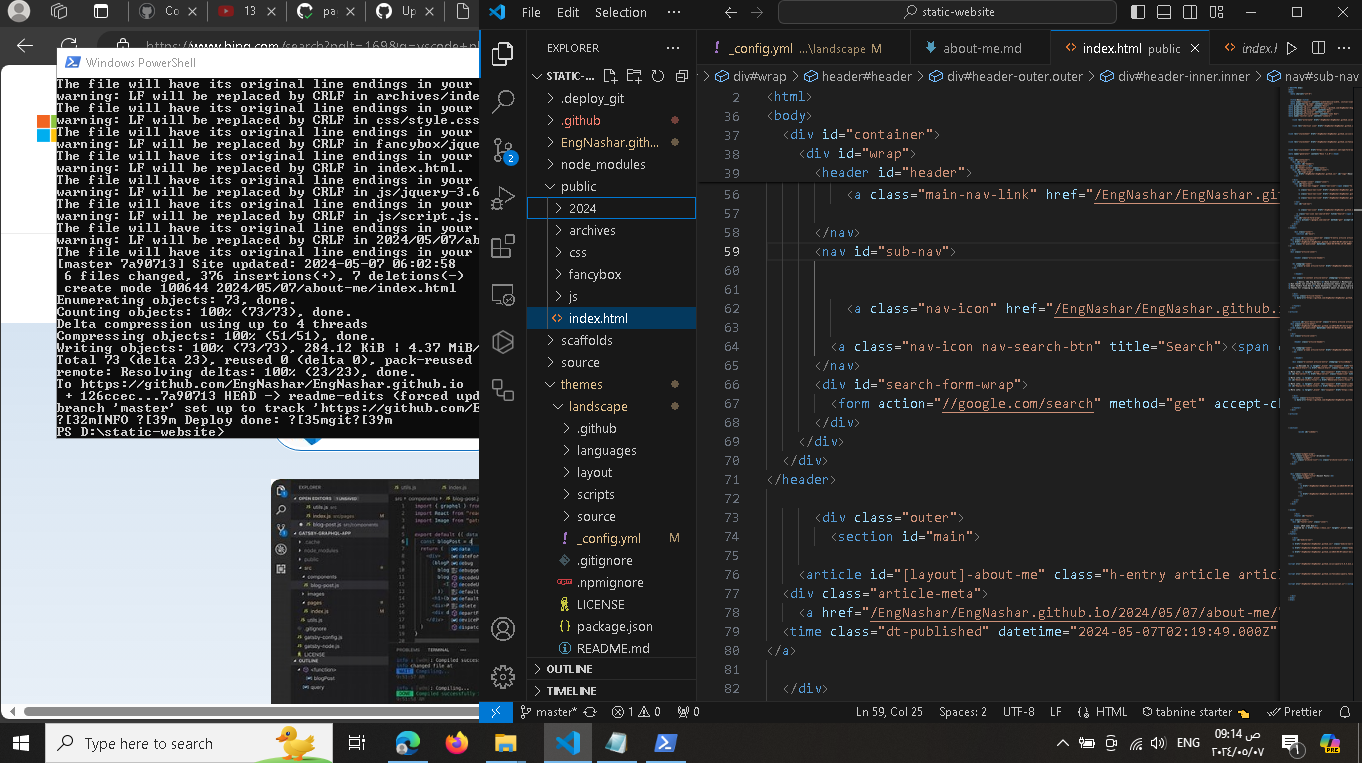 Co
13
pa
Up
https://www.bing.com/search?pglt=169&q=vscode+pl
Windows PowerShell
The file will have its original line endings in your
warning: LF will be replaced by CRLF in archives/inde
The file will have its original line endings in your
warning: LF will be replaced by CRLF in css/style.css
The file will have its original line endings in your
warning: LF will be replaced by CRLF in fancybox/jque
The file will have its original line endings in your
warning: LF will be replaced by CRLF in index.html.
The file will have its original line endings in your
warning: LF will be replaced by CRLF in js/jquery-3.6
The file will have its original line endings in your
warning: LF will be replaced by CRLF in js/script.js.
The file will have its original line endings in your
warning: LF will be replaced by CRLF in 2024/05/07/ab
The file will have its original line endings in your
[master 7a90713] Site updated: 2024-05-07 06:02:58
6 files changed, 376 insertions(+), 7 deletions(-)
create mode 100644 2024/05/07/about-me/index.html
Enumerating objects: 73, done.
Counting objects: 100% (73/73), done.
Delta compression using up to 4 threads
Compressing objects: 100% (51/51), done.
Writing objects: 100% (73/73), 284.12 KiB | 4.37 MiB/
Total 73 (delta 23), reused 0 (delta 0), pack-reused
remote: Resolving deltas: 100% (23/23), done.
To https://github.com/EngNashar/EngNashar.github.io
+ 126ccec...7a90713 HEAD -> readme-edits (forced upd
branch 'master' set up to track 'https://github.com/E
?[32mINFO ?[39m Deploy done: ?[35mgit?[39m
PS D:\static-website>
File Edit Selection ···
static-website
EXPLORER ···
STATIC-...
.deploy_git
.github
EngNashar.gith...
node_modules
public
2024
archives
css
fancybox
js
index.html
scaffolds
source
themes
landscape
.github
languages
layout
scripts
source
_config.yml M
.gitignore
.npmignore
LICENSE
package.json
README.md
OUTLINE
TIMELINE
2
_config.yml ...\landscape M
about-me.md
index.html public
index.h
div#wrap > header#header > div#header-outer.outer > div#header-inner.inner > nav#sub-nav
2 <html>
36 <body>
37 <div id="container">
38 <div id="wrap">
39 <header id="header">
56 <a class="main-nav-link" href="/EngNashar/EngNashar.gi
57
58 </nav>
59 <nav id="sub-nav">
60
61
62 <a class="nav-icon" href="/EngNashar/EngNashar.github.
63
64 <a class="nav-icon nav-search-btn" title="Search"><span
65 </nav>
66 <div id="search-form-wrap">
67 <form action="//google.com/search" method="get" accept-ch
68 </div>
69 </div>
70 </div>
71 </header>
72
73 <div class="outer">
74 <section id="main">
75
76 <article id="[layout]-about-me" class="h-entry article artic
77 <div class="article-meta">
78 <a href="/EngNashar/EngNashar.github.io/2024/05/07/about-me/"
79 <time class="dt-published" datetime="2024-05-07T02:19:49.000Z"
80 </a>
81
82 </div>
master*
1 0
0
Ln 59, Col 25
Spaces: 2
UTF-8
LF
HTML
tabnine starter
Prettier
Type here to search
ENG
09:14 ص
٢٠٢٤/٠٥/٠٧
1
PRE